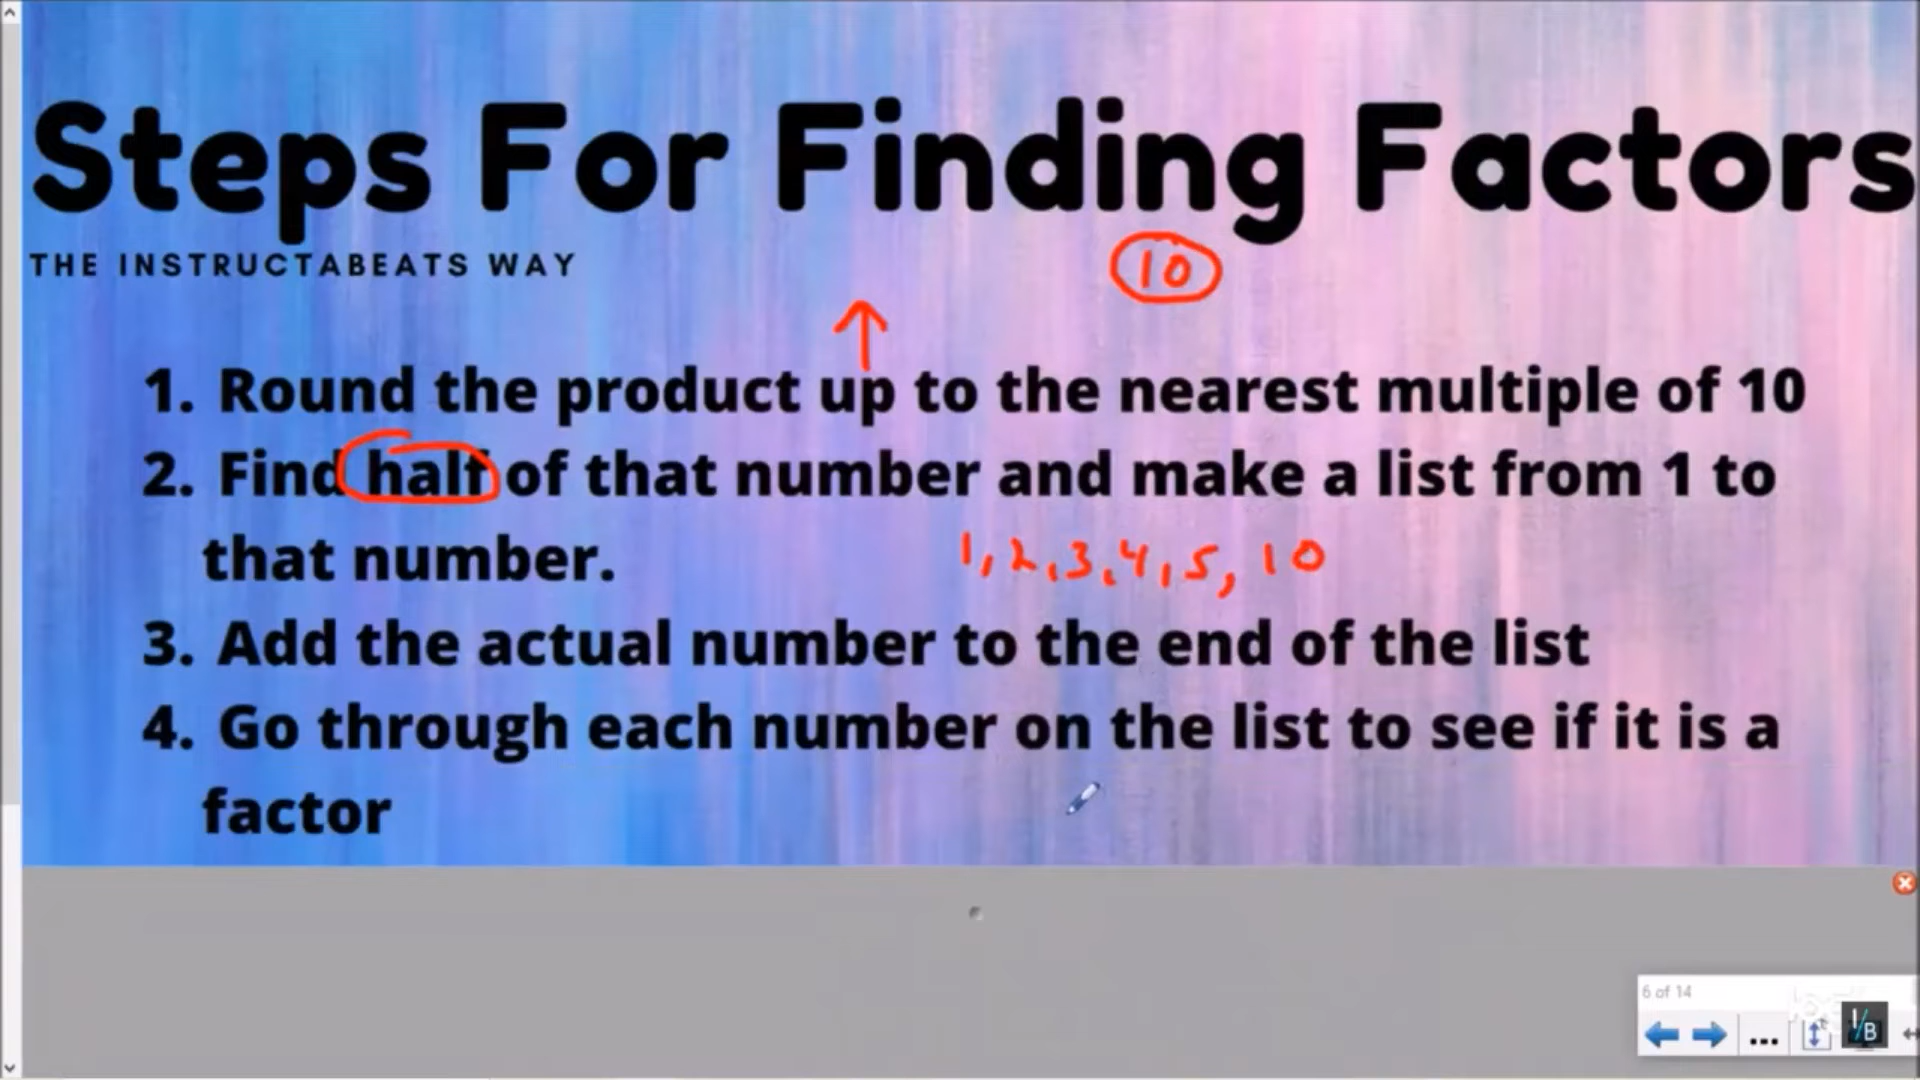 Steps For Finding Factors
THE INSTRUCTABEATS WAY
10
1. Round the product up to the nearest multiple of 10
2. Find half of that number and make a list from 1 to
that number.
1, 2, 3, 4, 5, 10
3. Add the actual number to the end of the list
4. Go through each number on the list to see if it is a
factor
6 of 14
I/B